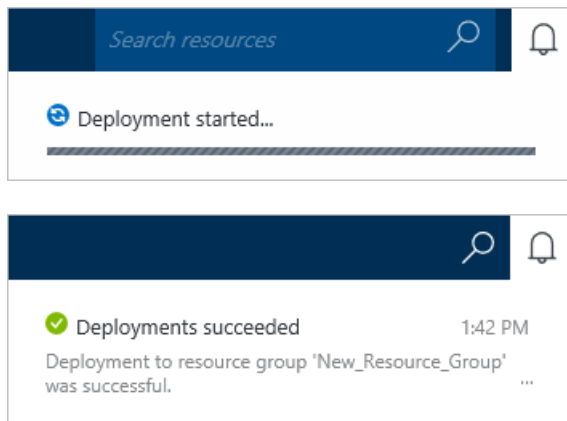 Search resources
Deployment started...
Deployments succeeded 1:42 PM
Deployment to resource group 'New_Resource_Group'
was successful.
...